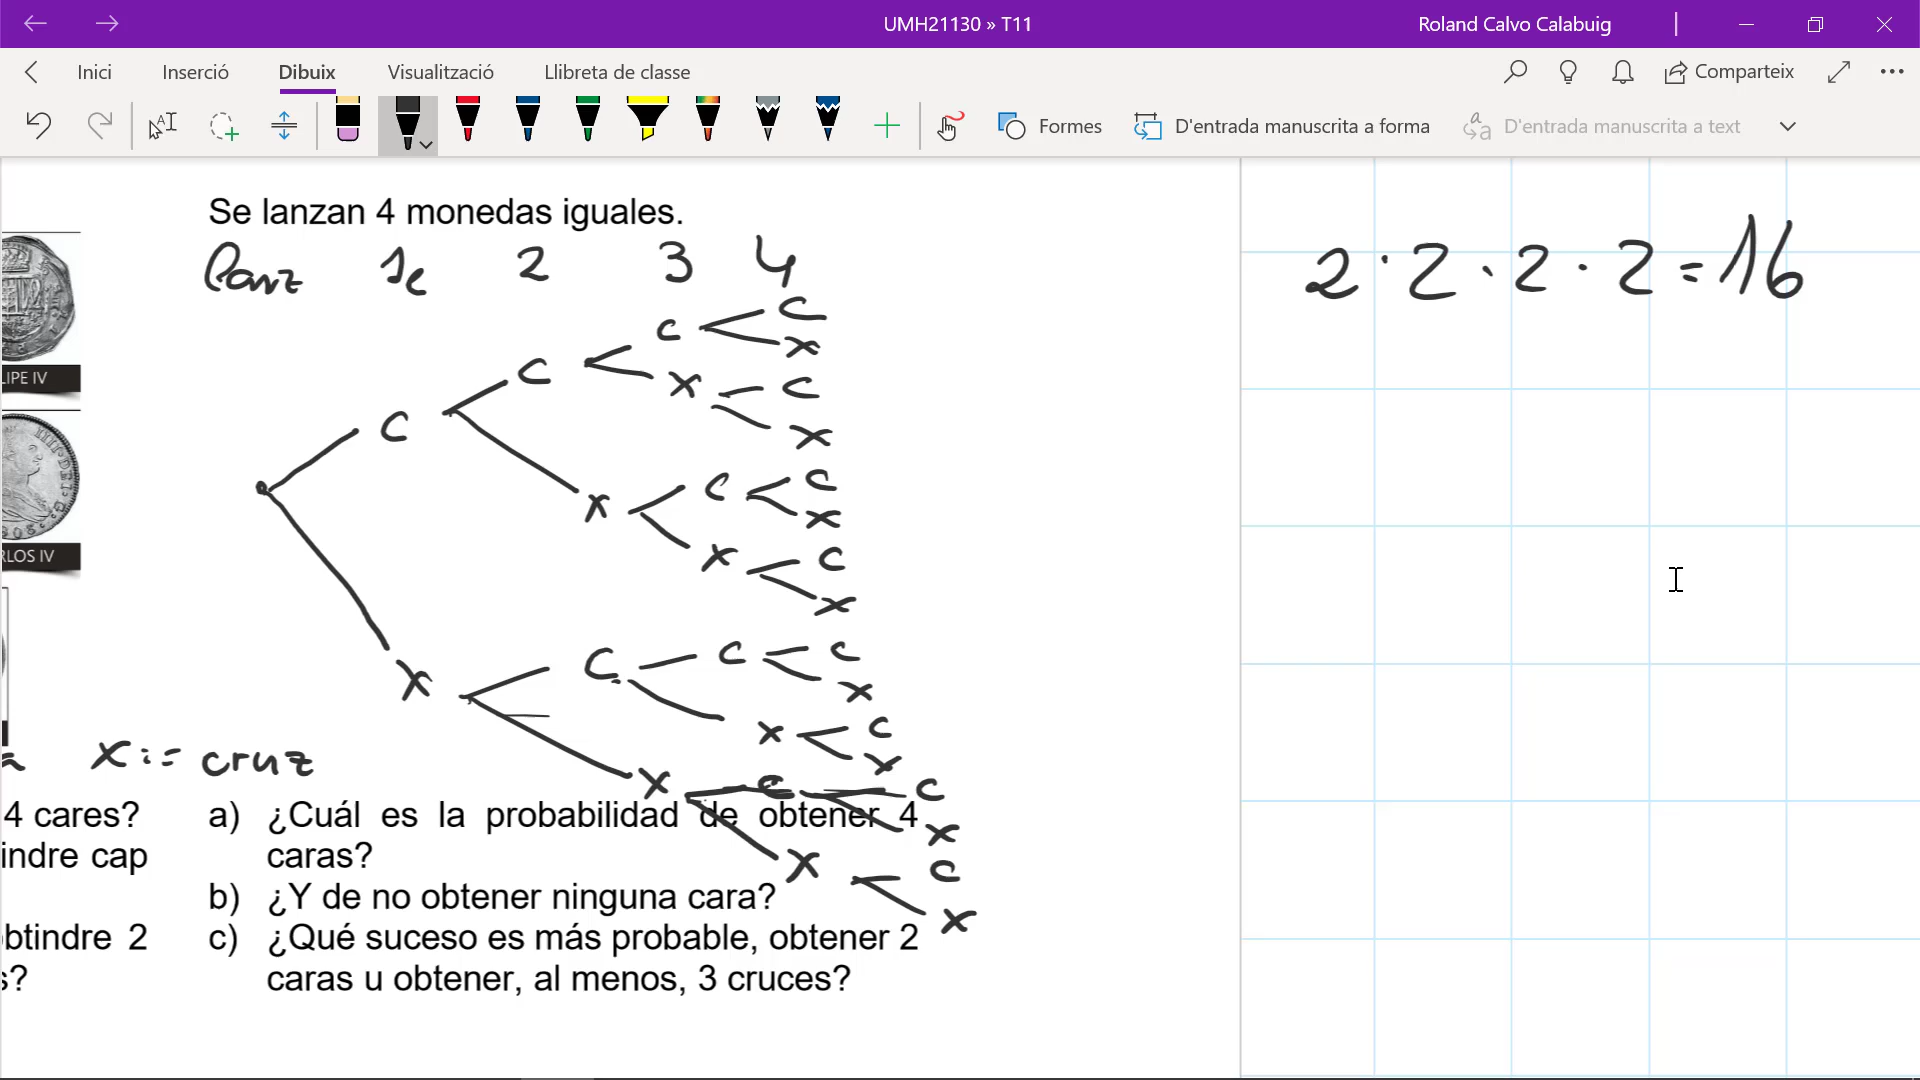 UMH21130 » T11
Roland Calvo Calabuig
Inici Inserció Dibuix Visualització Llibreta de classe Comparteix
Formes D'entrada manuscrita a forma D'entrada manuscrita a text
Se lanzan 4 monedas iguales.
Lanz 1e 2 3 4
C
C
C
X
X
C
C
X
C
C
X
X
C
X
X
C
C
C
X
X
C
X
X
C
C
X
X
C
X
X := cruz
a) ¿Cuál es la probabilidad de obtener 4
caras?
b) ¿Y de no obtener ninguna cara?
c) ¿Qué suceso es más probable, obtener 2
caras u obtener, al menos, 3 cruces?
4 cares?
indre cap
btindre 2
s?
LIPE IV
RLOS IV
2 · 2 · 2 · 2 = 16